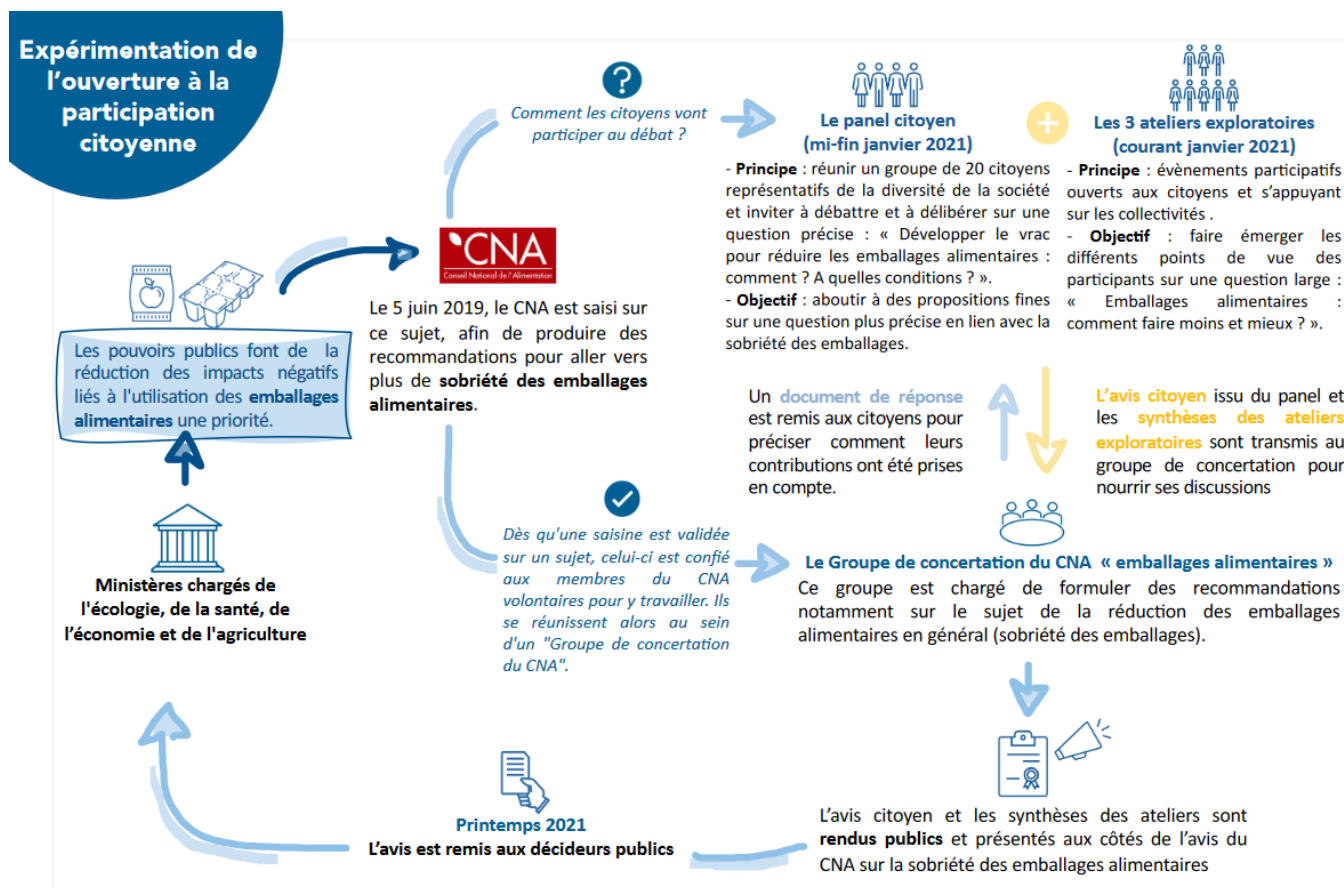 Expérimentation de
l'ouverture à la
participation
citoyenne
?
Comment les citoyens vont
participer au débat ?
Le panel citoyen
(mi-fin janvier 2021)
- Principe : réunir un groupe de 20 citoyens
représentatifs de la diversité de la société
et inviter à débattre et à délibérer sur une
question précise : « Développer le vrac
pour réduire les emballages alimentaires :
comment ? A quelles conditions ? ».
- Objectif : aboutir à des propositions fines
sur une question plus précise en lien avec la
sobriété des emballages.
+
Les 3 ateliers exploratoires
(courant janvier 2021)
- Principe : évènements participatifs
ouverts aux citoyens et s'appuyant
sur les collectivités .
- Objectif : faire émerger les
différents points de vue des
participants sur une question large :
« Emballages alimentaires :
comment faire moins et mieux ? ».
CNA
Conseil National de l'Alimentation
Le 5 juin 2019, le CNA est saisi sur
ce sujet, afin de produire des
recommandations pour aller vers
plus de sobriété des emballages
alimentaires.
Les pouvoirs publics font de la
réduction des impacts négatifs
liés à l'utilisation des emballages
alimentaires une priorité.
Un document de réponse
est remis aux citoyens pour
préciser comment leurs
contributions ont été prises
en compte.
L'avis citoyen issu du panel et
les synthèses des ateliers
exploratoires sont transmis au
groupe de concertation pour
nourrir ses discussions
Ministères chargés de
l'écologie, de la santé, de
l'économie et de l'agriculture
Dès qu'une saisine est validée
sur un sujet, celui-ci est confié
aux membres du CNA
volontaires pour y travailler. Ils
se réunissent alors au sein
d'un "Groupe de concertation
du CNA".
Le Groupe de concertation du CNA « emballages alimentaires »
Ce groupe est chargé de formuler des recommandations
notamment sur le sujet de la réduction des emballages
alimentaires en général (sobriété des emballages).
L'avis citoyen et les synthèses des ateliers sont
rendus publics et présentés aux côtés de l'avis du
CNA sur la sobriété des emballages alimentaires
Printemps 2021
L'avis est remis aux décideurs publics